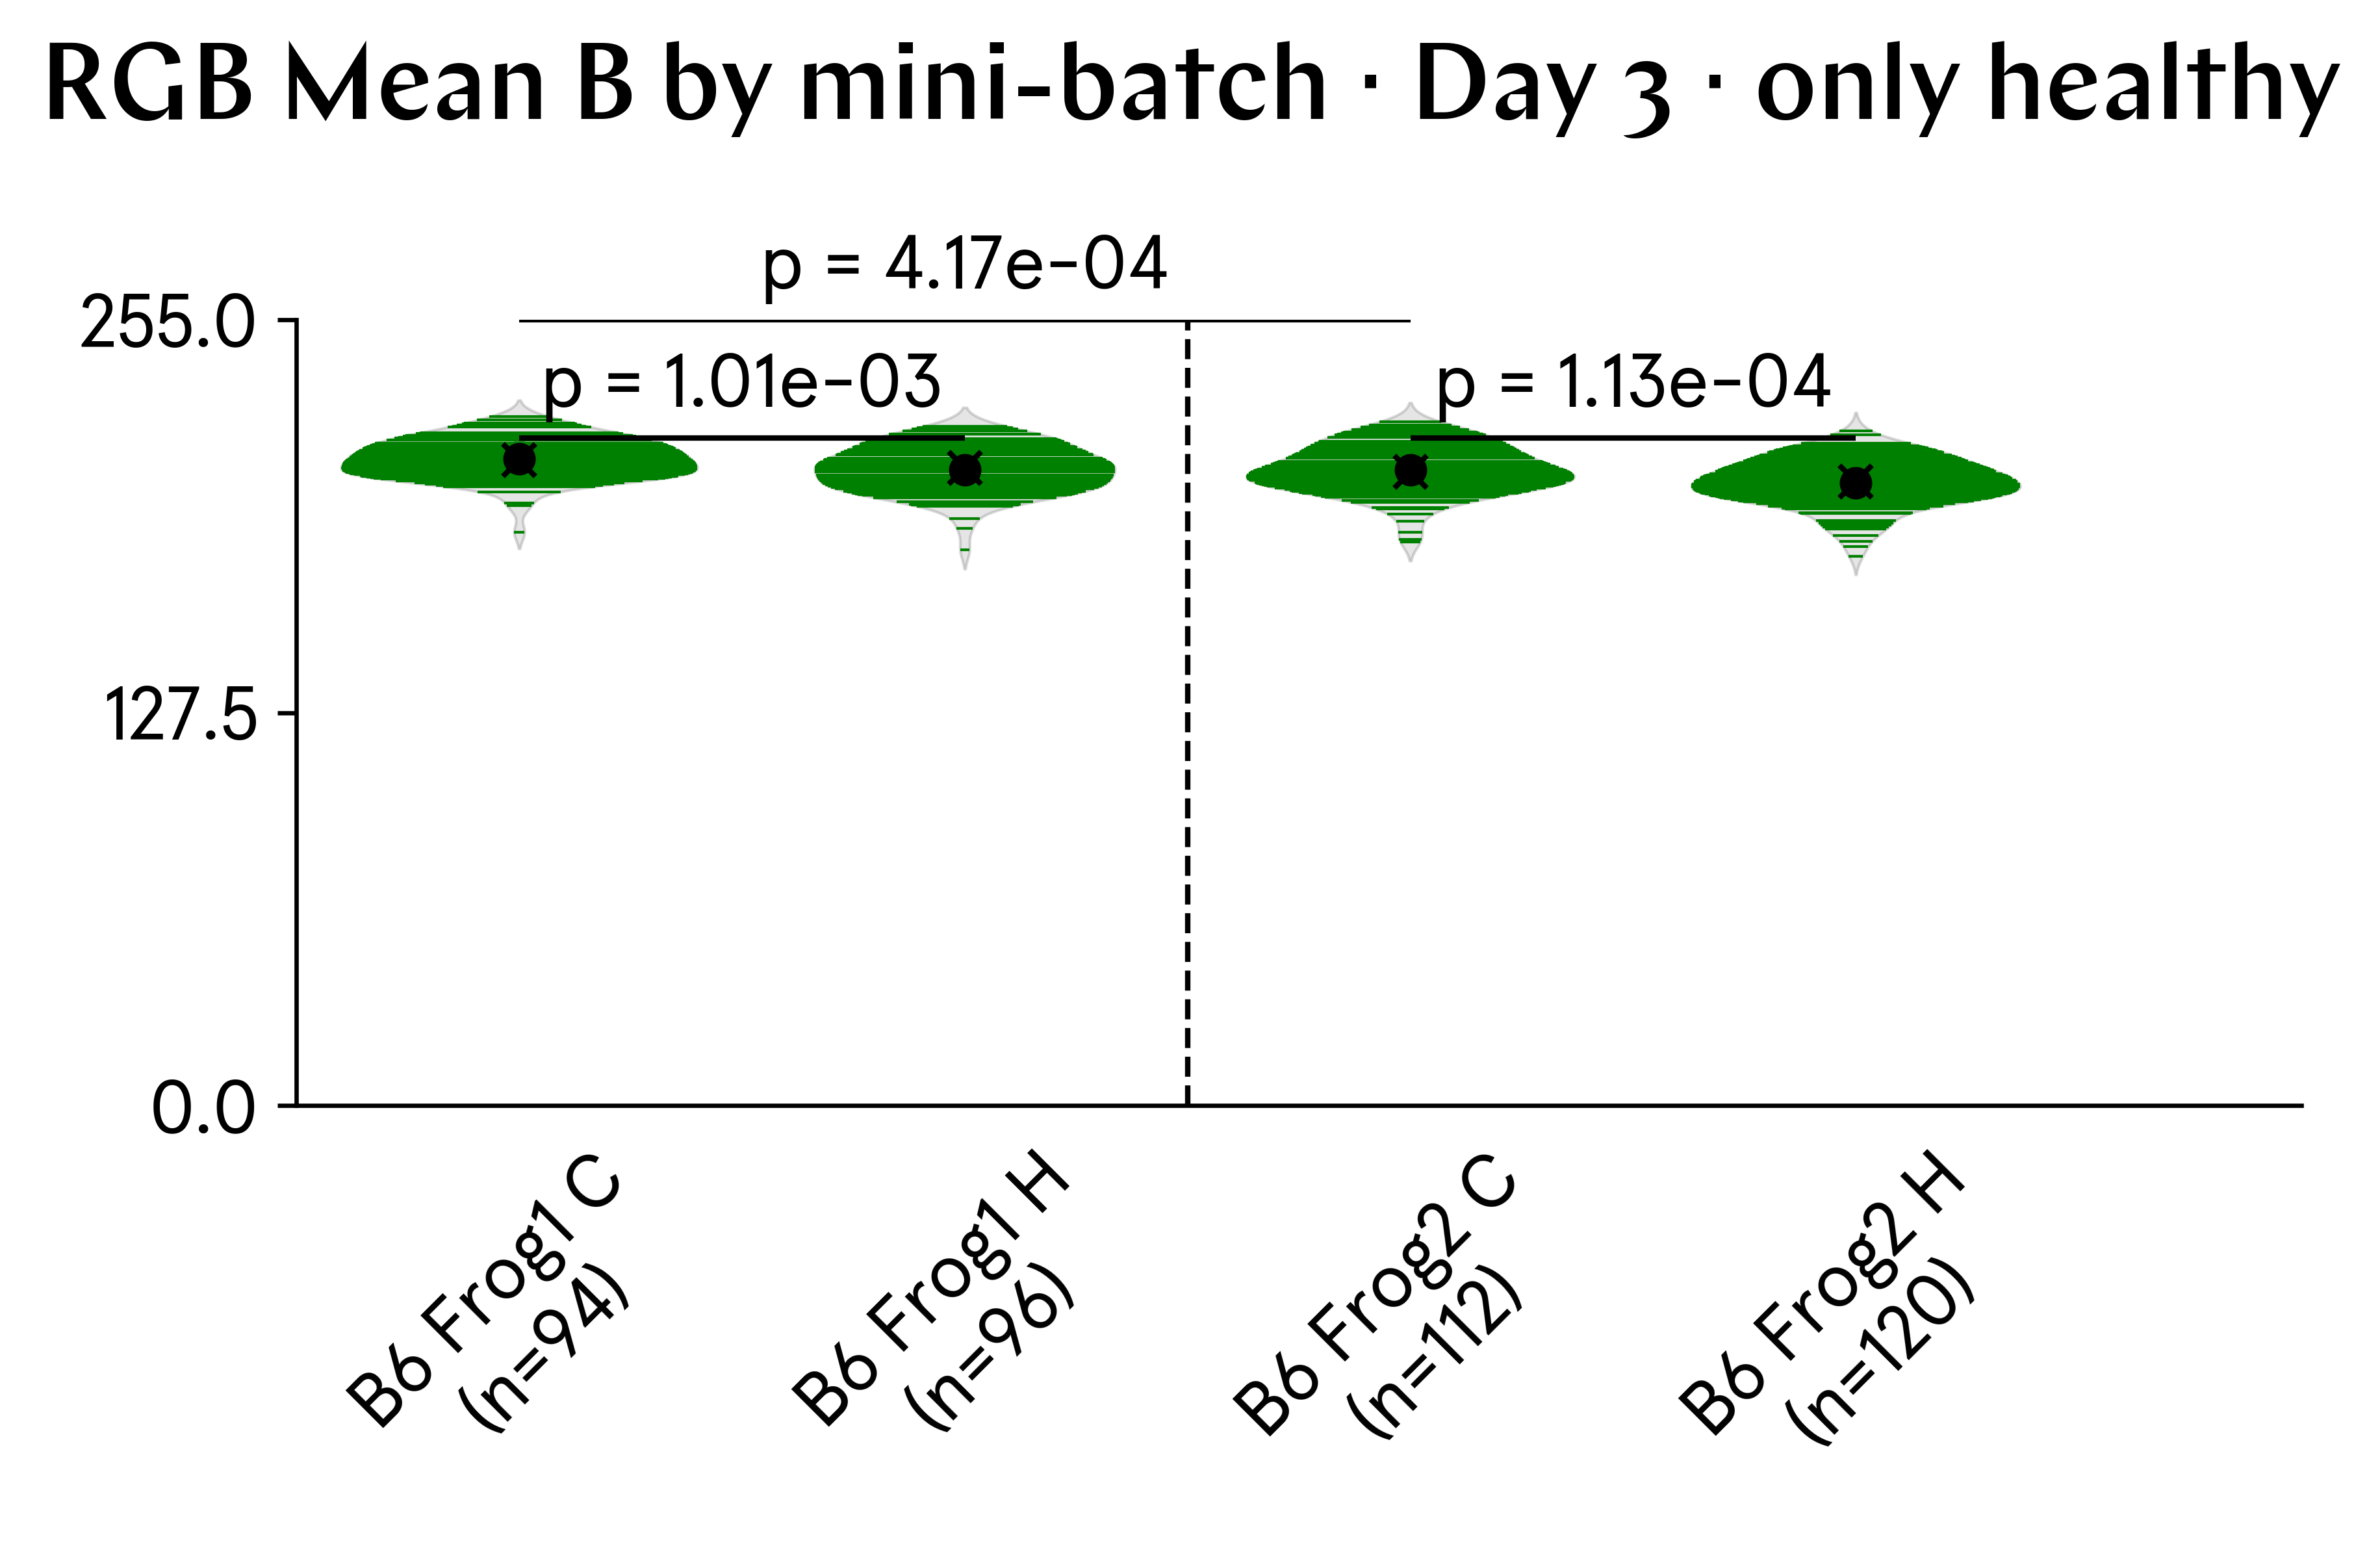 RGB Mean B by mini-batch · Day 3 · only healthy
p = 4.17e−04
255.0
p = 1.01e−03
p = 1.13e−04
127.5
0.0
B6 Frog1 C
(n=94)
B6 Frog1 H
(n=96)
B6 Frog2 C
(n=112)
B6 Frog2 H
(n=120)